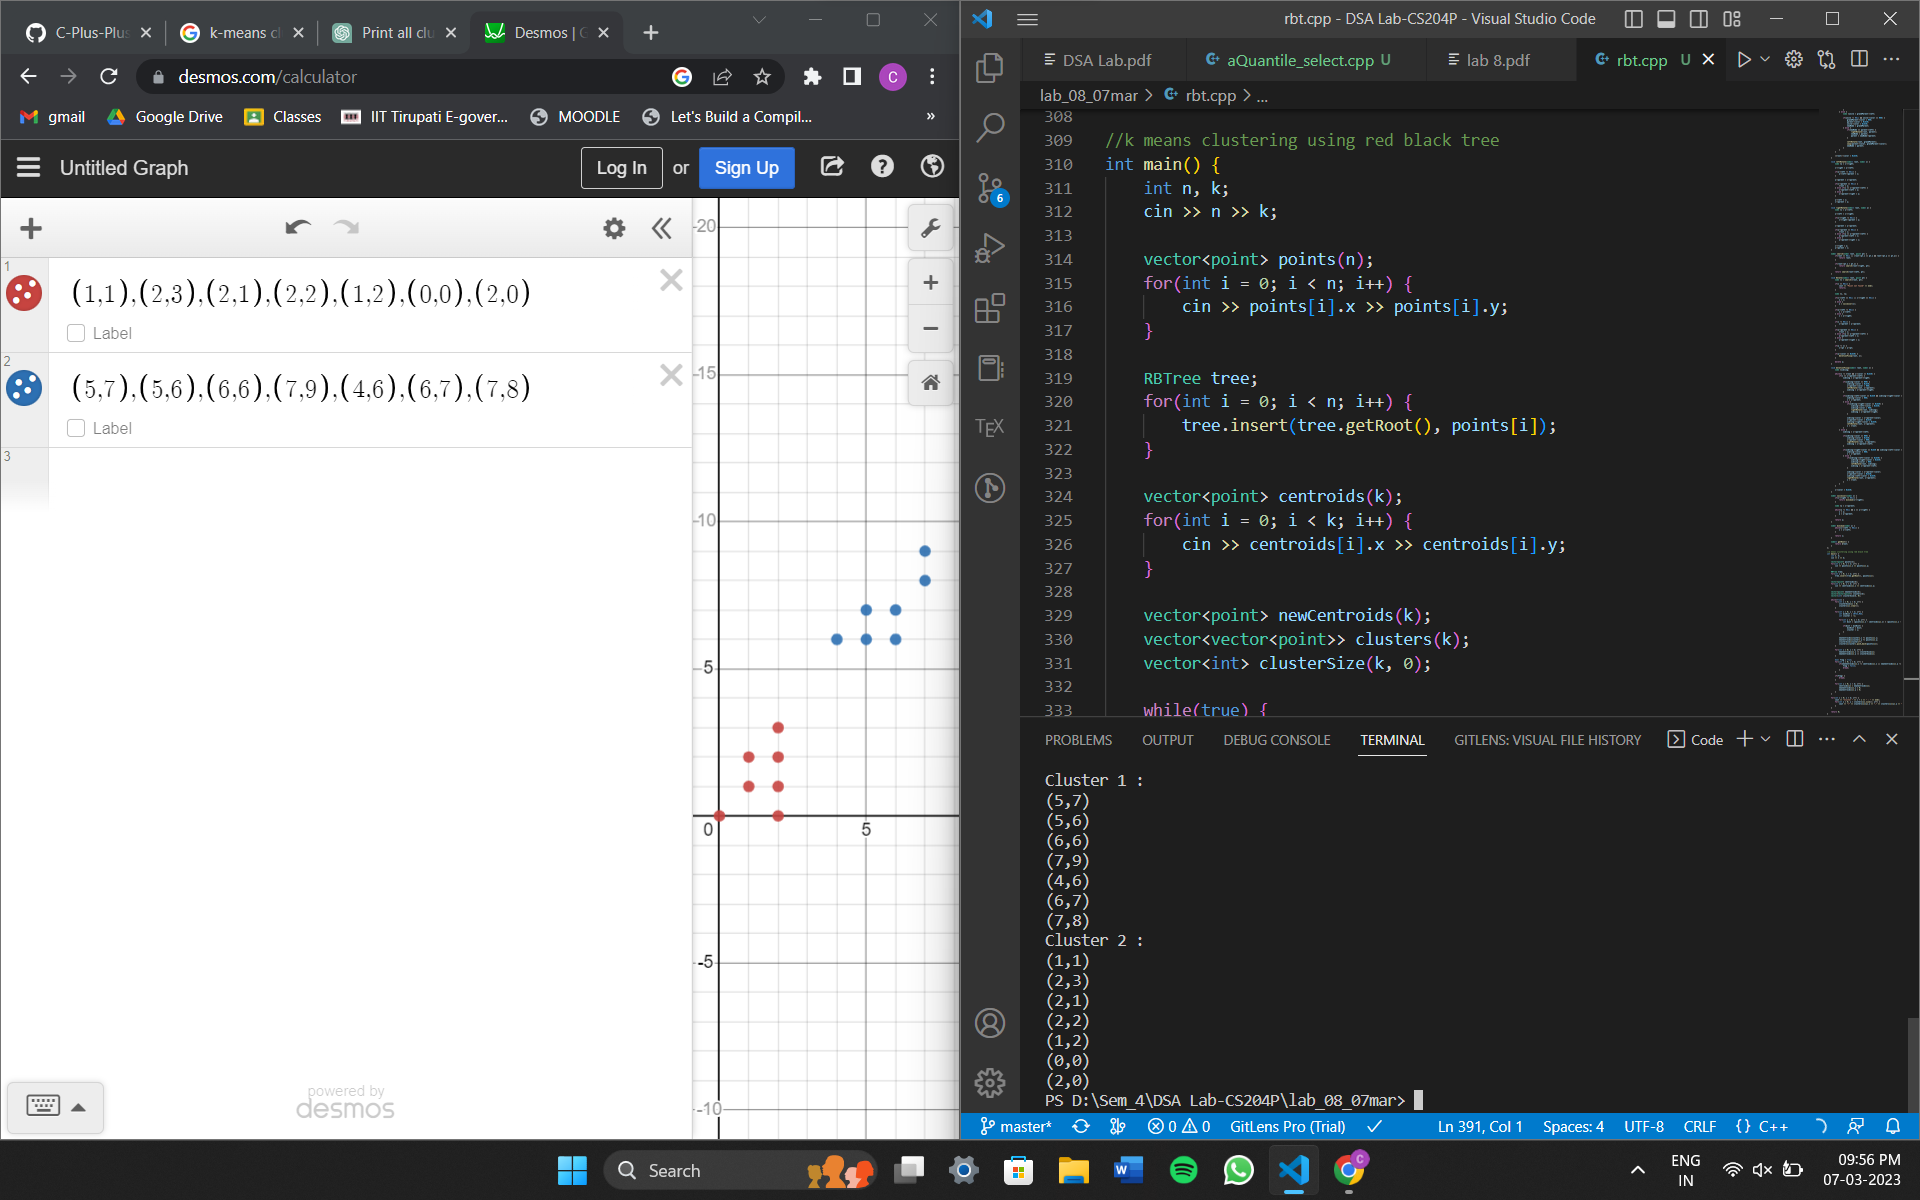 C-Plus-Plus
k-means cl
Print all clu
Desmos | G
desmos.com/calculator
C
gmail
Google Drive
Classes
IIT Tirupati E-gover...
MOODLE
Let's Build a Compil...
»
Untitled Graph
Log In
or
Sign Up
1
(1,1),(2,3),(2,1),(2,2),(1,2),(0,0),(2,0)
Label
2
(5,7),(5,6),(6,6),(7,9),(4,6),(6,7),(7,8)
Label
3
20
15
10
5
0
5
-5
-10
powered by
desmos
rbt.cpp - DSA Lab-CS204P - Visual Studio Code
DSA Lab.pdf
aQuantile_select.cpp U
lab 8.pdf
rbt.cpp U
lab_08_07mar > rbt.cpp > ...
6
TEX
308
309 //k means clustering using red black tree
310 int main() {
311 int n, k;
312 cin >> n >> k;
313
314 vector<point> points(n);
315 for(int i = 0; i < n; i++) {
316 cin >> points[i].x >> points[i].y;
317 }
318
319 RBTree tree;
320 for(int i = 0; i < n; i++) {
321 tree.insert(tree.getRoot(), points[i]);
322 }
323
324 vector<point> centroids(k);
325 for(int i = 0; i < k; i++) {
326 cin >> centroids[i].x >> centroids[i].y;
327 }
328
329 vector<point> newCentroids(k);
330 vector<vector<point>> clusters(k);
331 vector<int> clusterSize(k, 0);
332
333 while(true) {
PROBLEMS OUTPUT DEBUG CONSOLE TERMINAL GITLENS: VISUAL FILE HISTORY Code
Cluster 1 :
(5,7)
(5,6)
(6,6)
(7,9)
(4,6)
(6,7)
(7,8)
Cluster 2 :
(1,1)
(2,3)
(2,1)
(2,2)
(1,2)
(0,0)
(2,0)
PS D:\Sem_4\DSA Lab-CS204P\lab_08_07mar>
master* 0 0 GitLens Pro (Trial) Ln 391, Col 1 Spaces: 4 UTF-8 CRLF {} C++
Search
ENG
IN
09:56 PM
07-03-2023